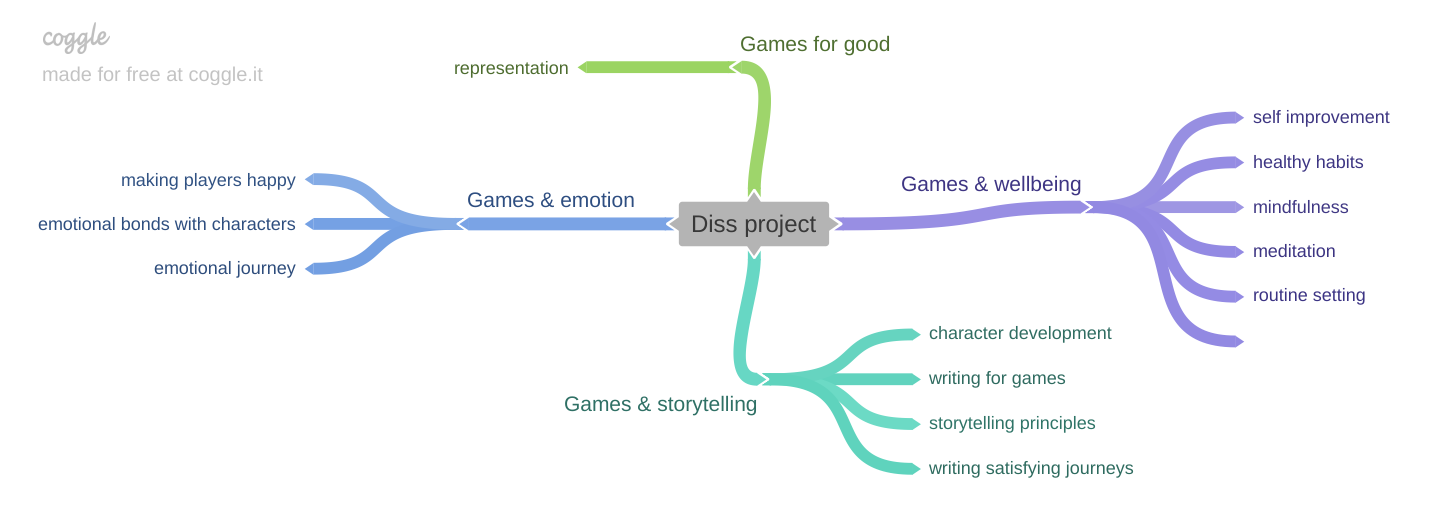 coggle
made for free at coggle.it
Games for good
representation
making players happy
emotional bonds with characters
emotional journey
Games & emotion
Diss project
Games & wellbeing
self improvement
healthy habits
mindfulness
meditation
routine setting
Games & storytelling
character development
writing for games
storytelling principles
writing satisfying journeys